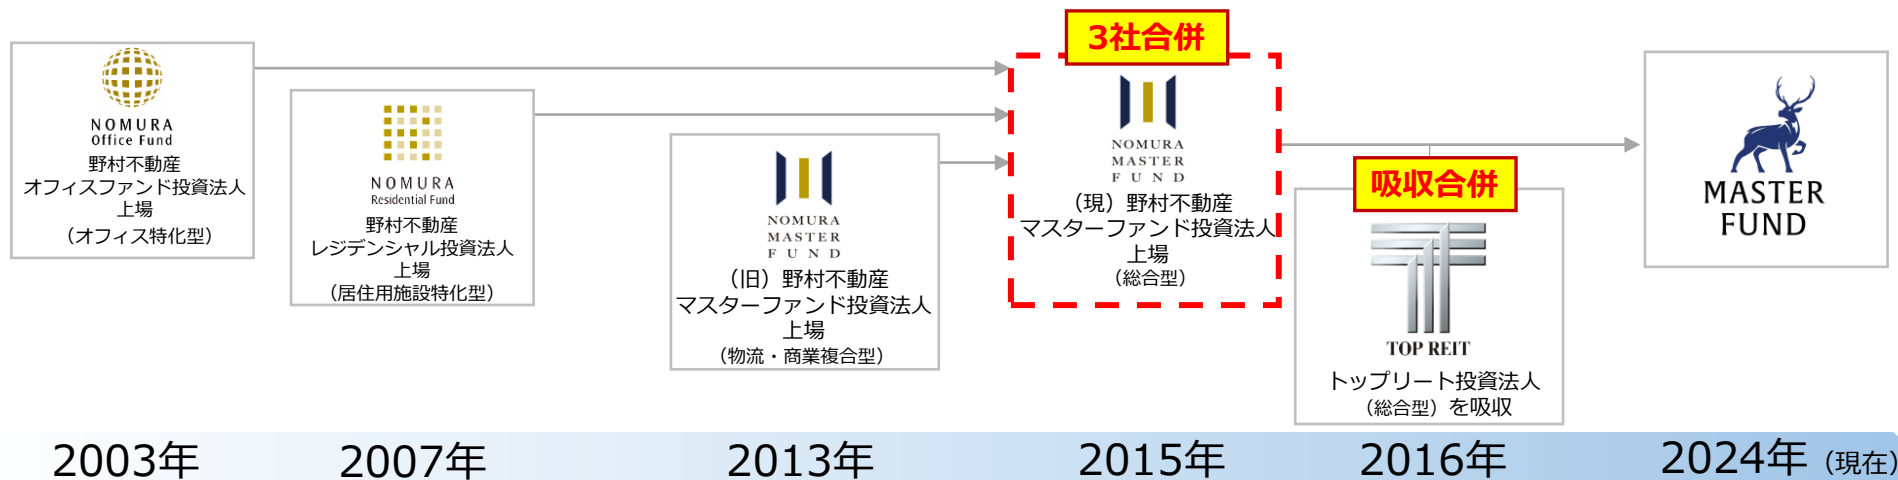 NOMURA
Office Fund
野村不動産
オフィスファンド投資法人
上場
（オフィス特化型）
NOMURA
Residential Fund
野村不動産
レジデンシャル投資法人
上場
（居住用施設特化型）
NOMURA
MASTER
FUND
（旧）野村不動産
マスターファンド投資法人
上場
（物流・商業複合型）
3社合併
NOMURA
MASTER
FUND
（現）野村不動産
マスターファンド投資法人
上場
（総合型）
吸収合併
TOP REIT
トップリート投資法人
（総合型）を吸収
MASTER
FUND
2003年
2007年
2013年
2015年
2016年
2024年（現在）